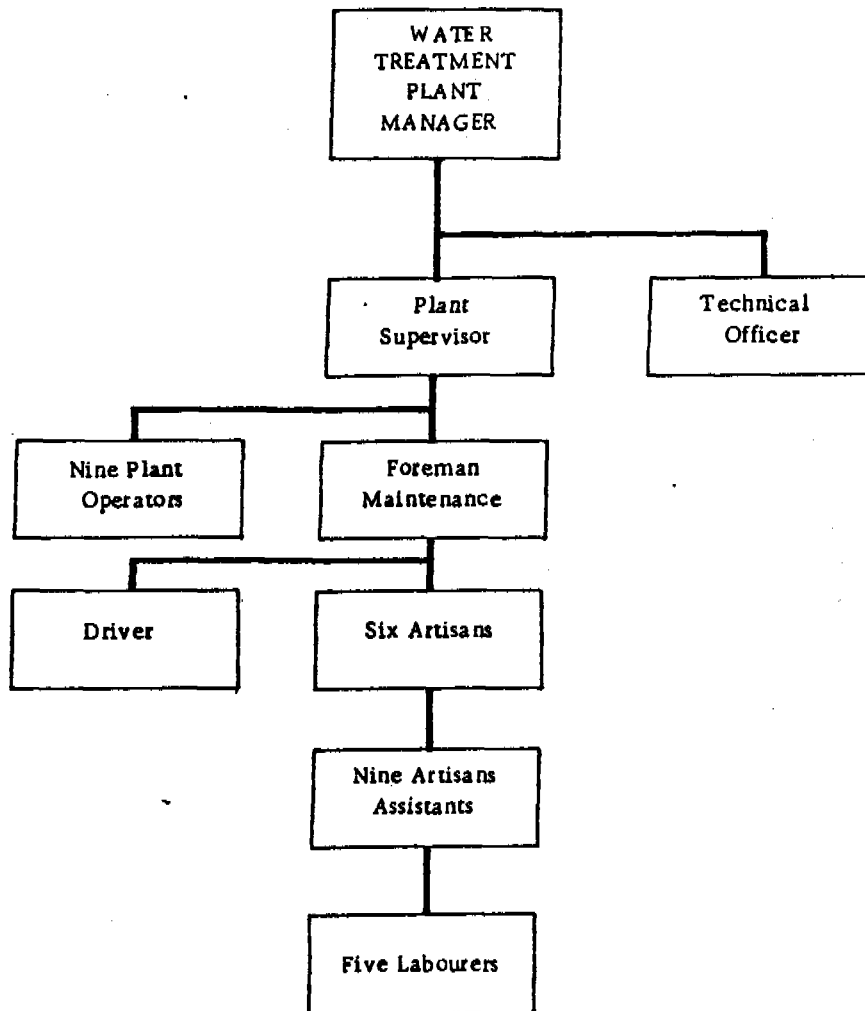 WATER
TREATMENT
PLANT
MANAGER
Plant
Supervisor
Technical
Officer
Nine Plant
Operators
Foreman
Maintenance
Driver
Six Artisans
Nine Artisans
Assistants
Five Labourers